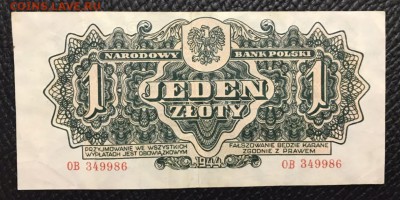 COINS.LAVE.RU
NARODOWY BANK POLSKI
1 JEDEN 1
ZŁOTY
PRZYJMOWANIE WE WSZYSTKICH
WYPŁATACH JEST OBOWIĄZKOWYM
FAŁSZOWANIE BĘDZIE KARANE
ZGODNIE Z PRAWEM
1944
OB 349986 OB 349986